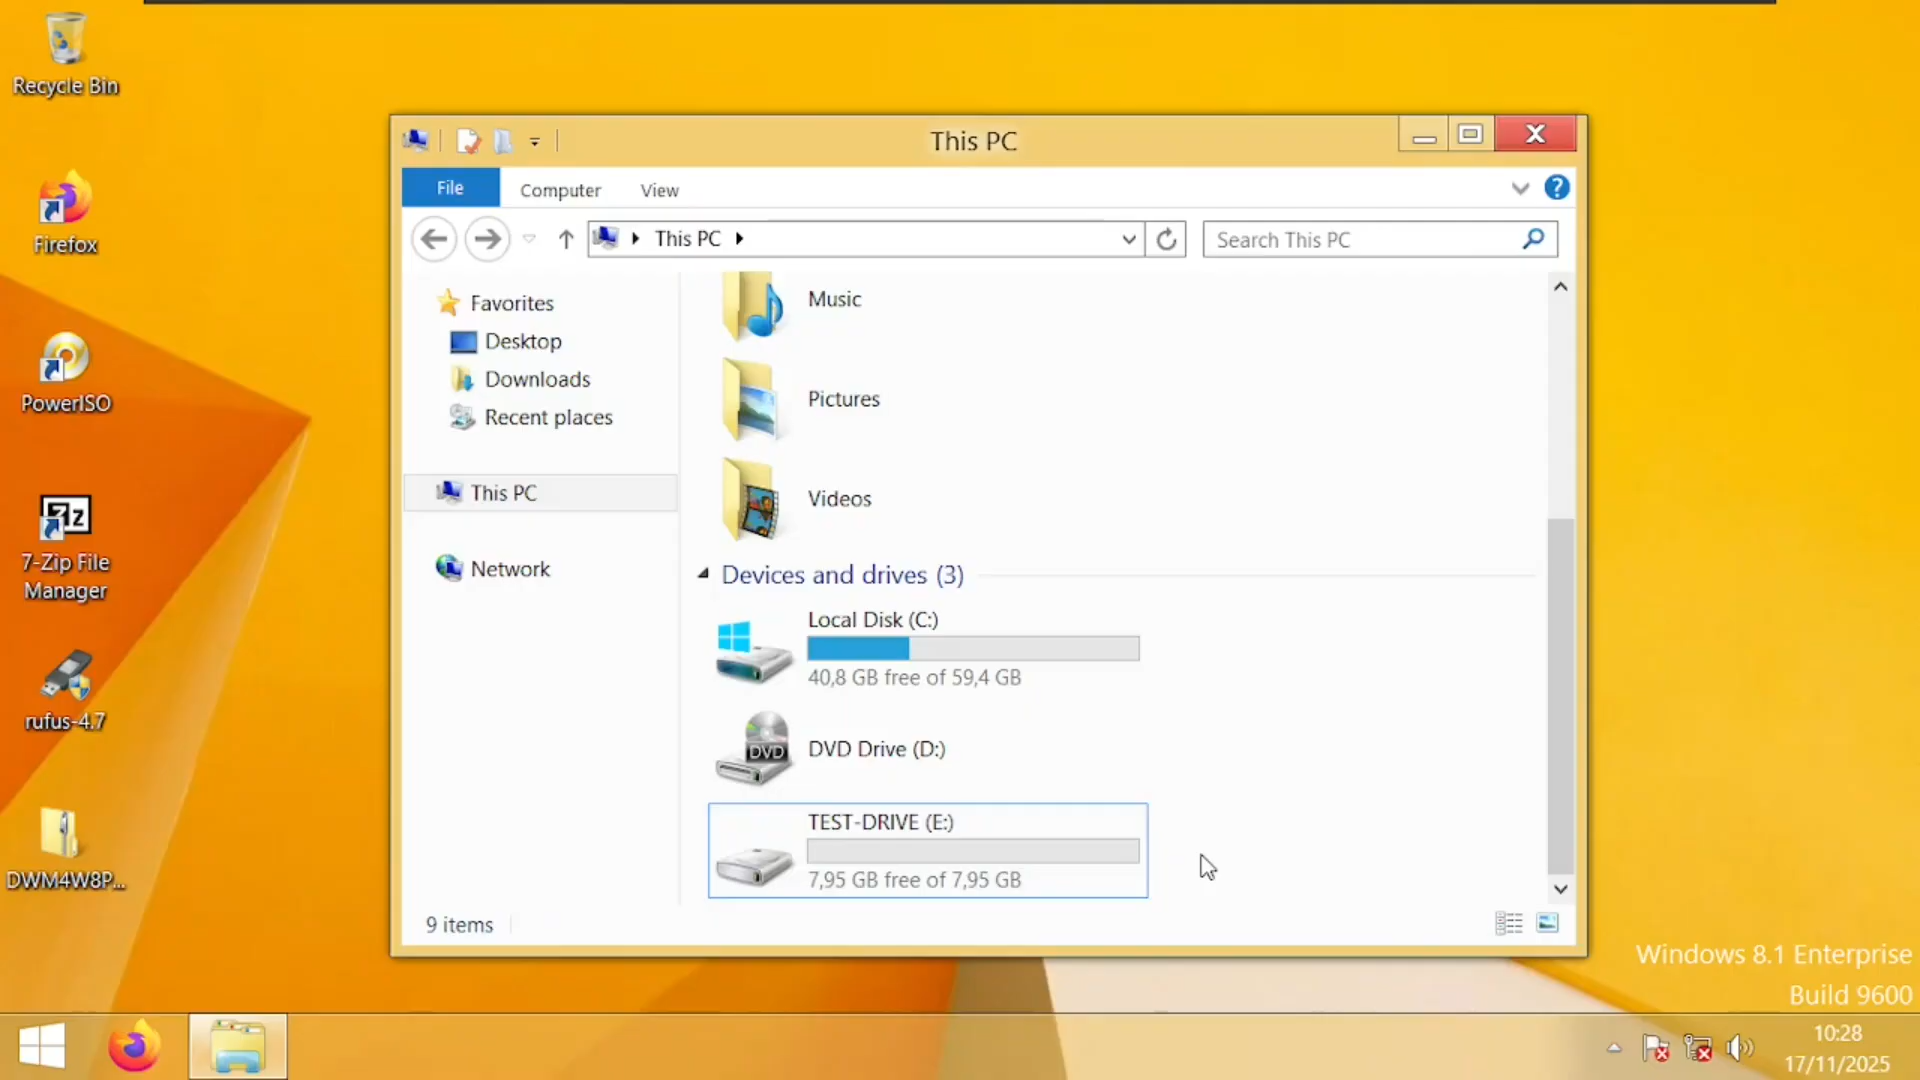 Recycle Bin
Firefox
PowerISO
7-Zip File
Manager
rufus-4.7
DWM4W8P...
This PC
File
Computer
View
This PC
Search This PC
Favorites
Desktop
Downloads
Recent places
This PC
Network
Music
Pictures
Videos
Devices and drives (3)
Local Disk (C:)
40,8 GB free of 59,4 GB
DVD
DVD Drive (D:)
TEST-DRIVE (E:)
7,95 GB free of 7,95 GB
9 items
Windows 8.1 Enterprise
Build 9600
10:28
17/11/2025